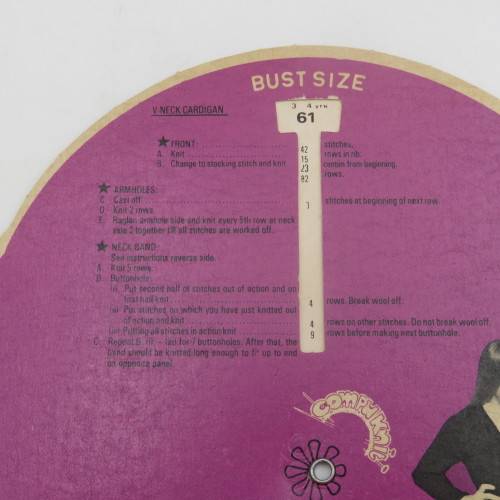 BUST SIZE
3 4 YTH
61
V NECK CARDIGAN
★ FRONT: 42 stitches,
A. Knit 15 rows in rib.
B. Change to stocking stitch and knit 23 contin from beginning.
82 rows.
★ ARMHOLES:
C. Cast off 3 stitches at beginning of next row
D. Knit 2 rows.
E. Raglan armhole side and knit every 5th row at neck
side 2 together till all stitches are worked off.
★ NECK BAND:
See instructions reverse side.
A. Knit 5 rows.
B. Buttonhole:
(i) Put second half of stitches out of action and on
first half knit 4 rows. Break wool off.
(ii) Put stitches on which you have just knitted out
of action and knit 4 rows on other stitches. Do not break wool off.
(iii) Putting all stitches in action knit 9 rows before making next buttonhole.
C. Repeat B. for 7 buttonholes. After that, the
band should be knitted long enough to fit up to end
on opposite panel.
COMPUKNIT